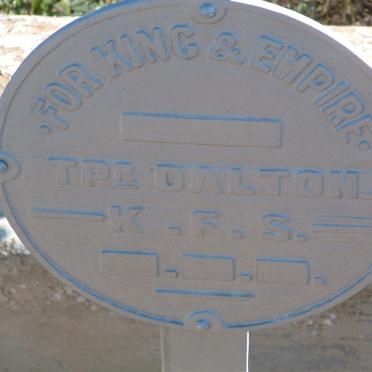 ·FOR KING & EMPIRE·
TPR DALTON.
K.F.S.